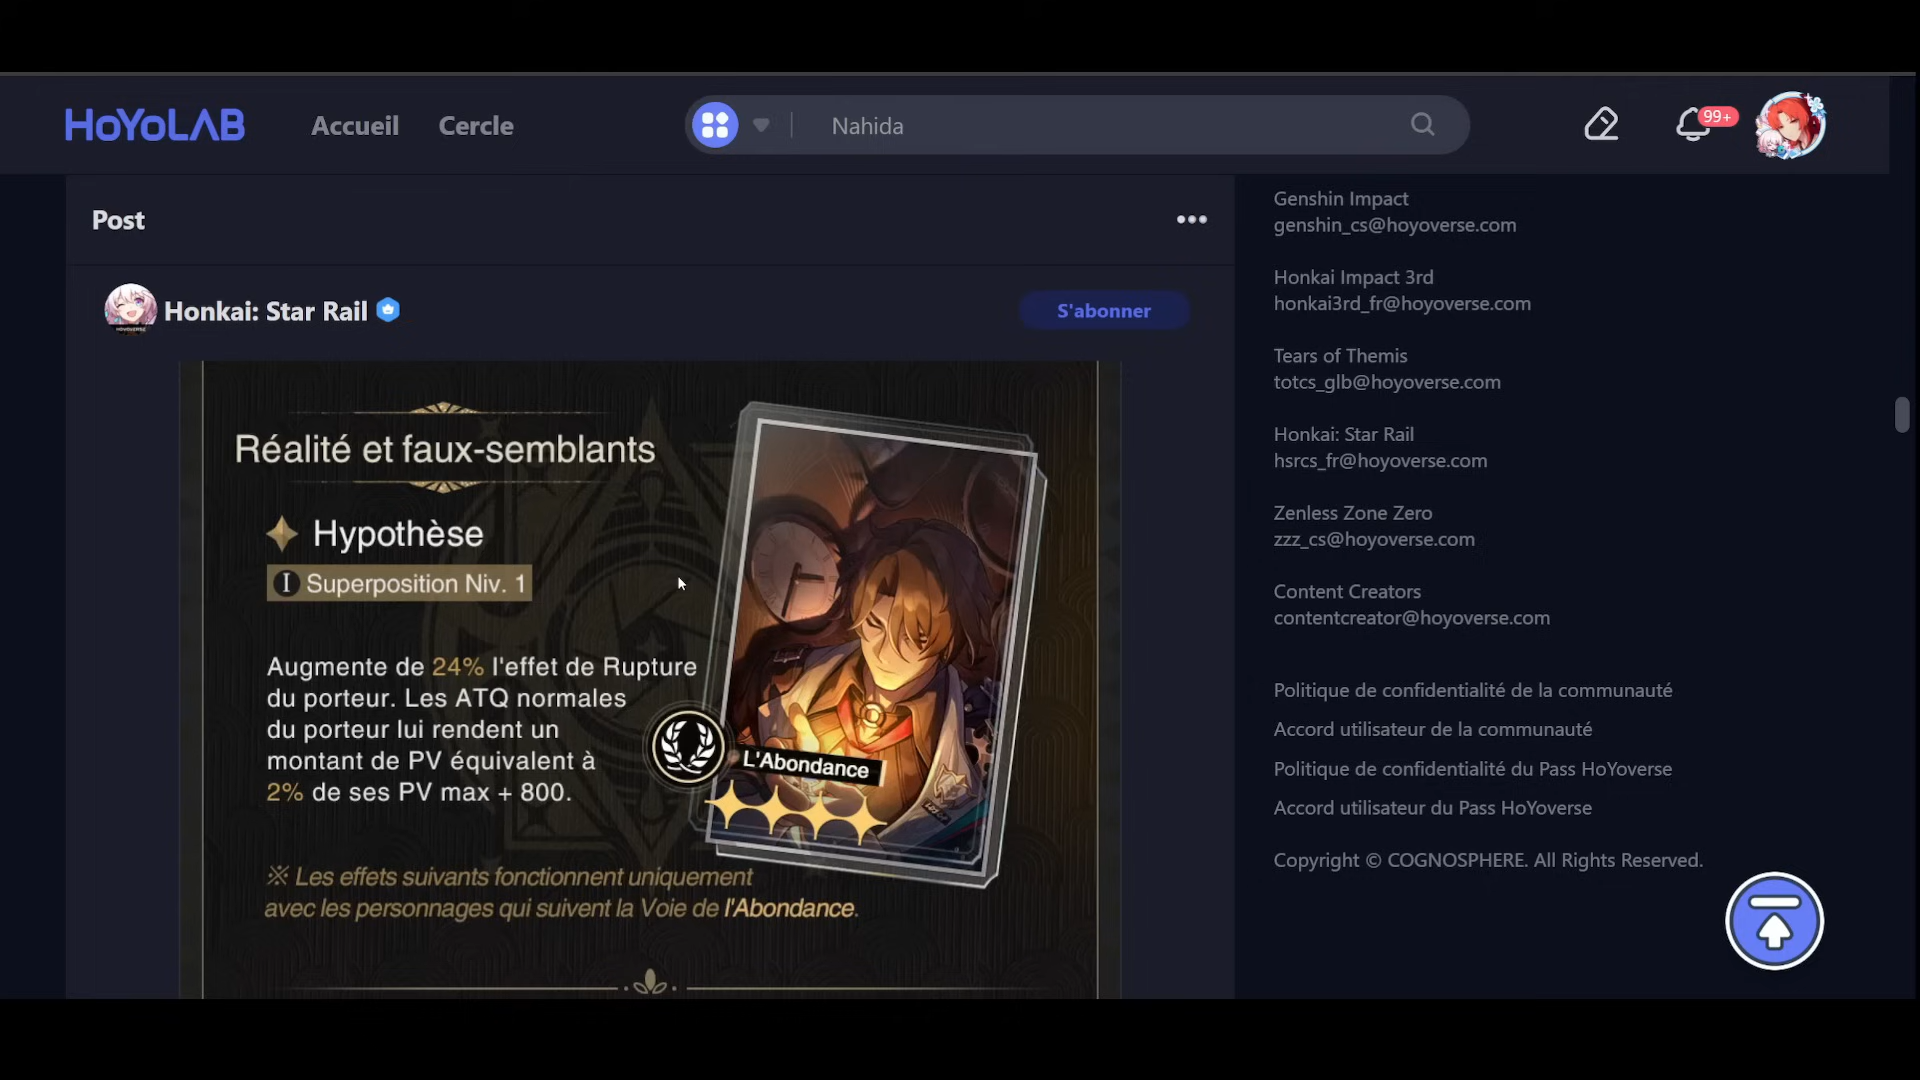 HoYoLAB
Accueil
Cercle
Nahida
99+
Post
Honkai: Star Rail
S'abonner
Réalité et faux-semblants
Hypothèse
I Superposition Niv. 1
Augmente de 24% l'effet de Rupture
du porteur. Les ATQ normales
du porteur lui rendent un
montant de PV équivalent à
2% de ses PV max + 800.
L'Abondance
※ Les effets suivants fonctionnent uniquement
avec les personnages qui suivent la Voie de l'Abondance.
Genshin Impact
genshin_cs@hoyoverse.com
Honkai Impact 3rd
honkai3rd_fr@hoyoverse.com
Tears of Themis
totcs_glb@hoyoverse.com
Honkai: Star Rail
hsrcs_fr@hoyoverse.com
Zenless Zone Zero
zzz_cs@hoyoverse.com
Content Creators
contentcreator@hoyoverse.com
Politique de confidentialité de la communauté
Accord utilisateur de la communauté
Politique de confidentialité du Pass HoYoverse
Accord utilisateur du Pass HoYoverse
Copyright © COGNOSPHERE. All Rights Reserved.